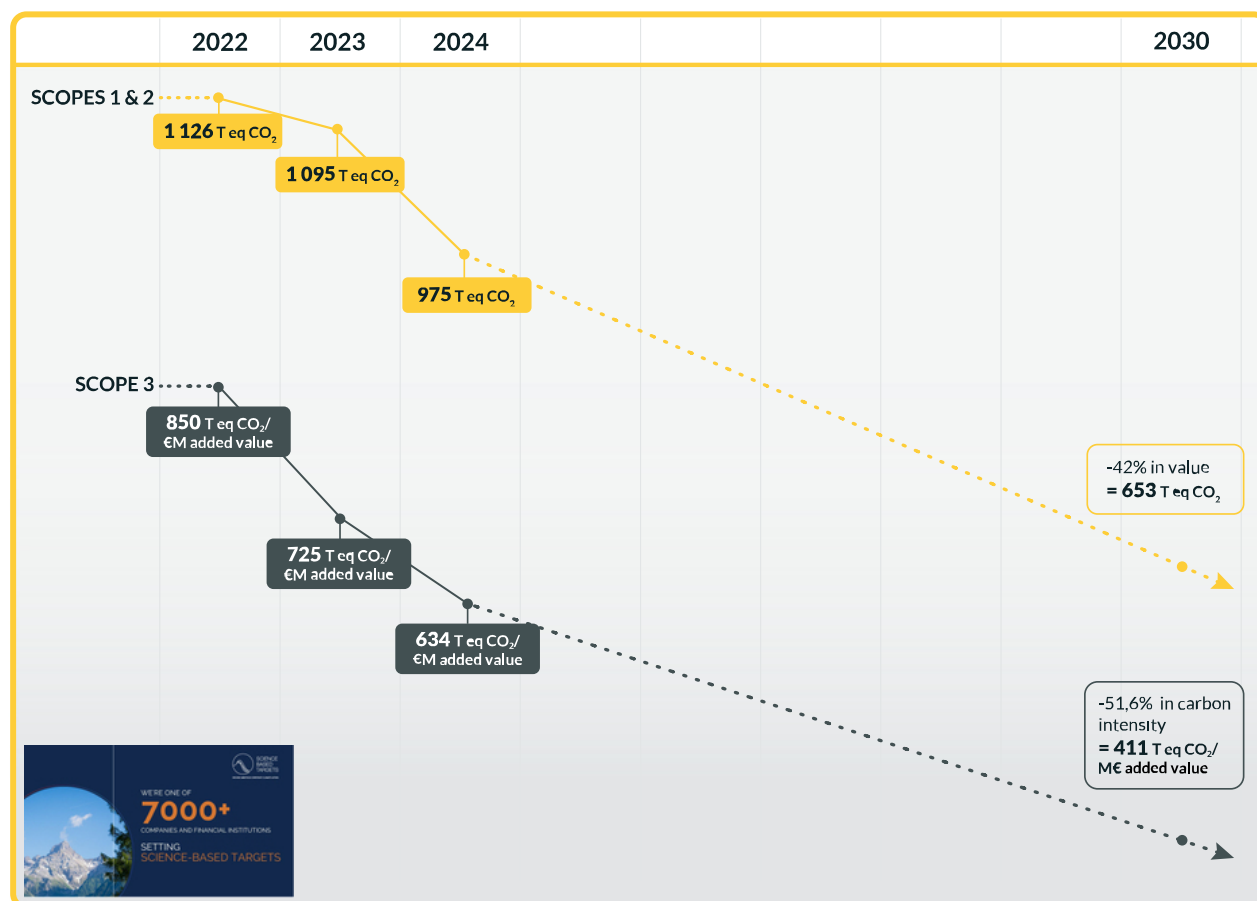 2022 2023 2024 2030
SCOPES 1 & 2
1 126 T eq CO₂
1 095 T eq CO₂
975 T eq CO₂
SCOPE 3
850 T eq CO₂/
€M added value
725 T eq CO₂/
€M added value
634 T eq CO₂/
€M added value
-42% in value
= 653 T eq CO₂
-51,6% in carbon
intensity
= 411 T eq CO₂/
M€ added value
SCIENCE
BASED
TARGETS
WE'RE ONE OF
7000+
COMPANIES AND FINANCIAL INSTITUTIONS
SETTING
SCIENCE-BASED TARGETS